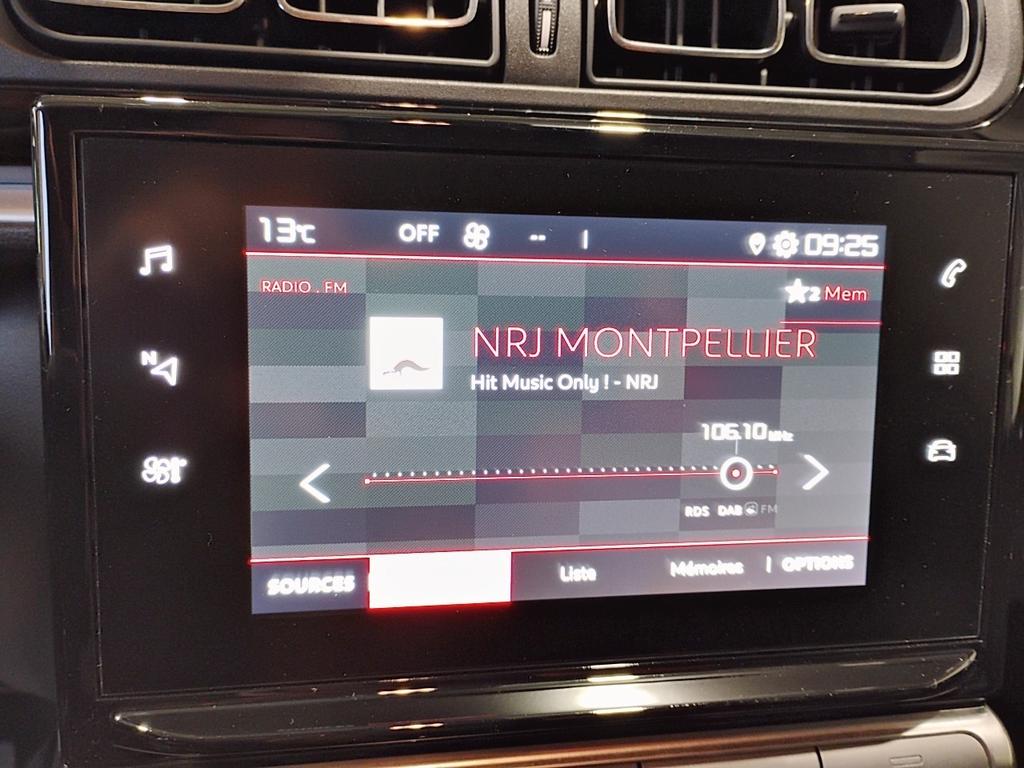 13°C OFF -- 09:25
RADIO . FM
2 Mem
NRJ MONTPELLIER
Hit Music Only ! - NRJ
106.10 MHz
N
RDS DAB FM
SOURCES Liste Mémoires OPTIONS